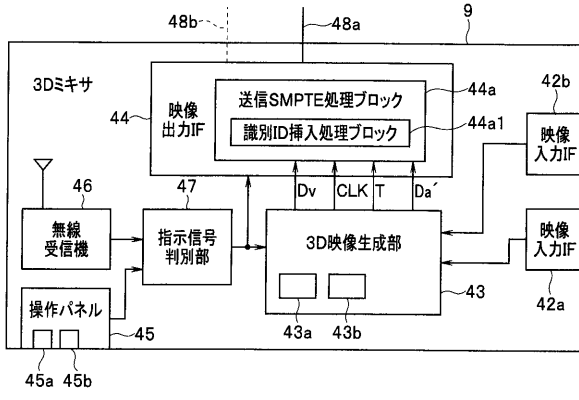 48b
48a
9
3Dミキサ
44
映像
出力IF
送信SMPTE処理ブロック
識別ID挿入処理ブロック
44a
44a1
42b
映像
入力IF
46
47
Dv
CLK
T
Da´
無線
受信機
指示信号
判別部
3D映像生成部
映像
入力IF
操作パネル
45
43a
43b
43
42a
45a
45b